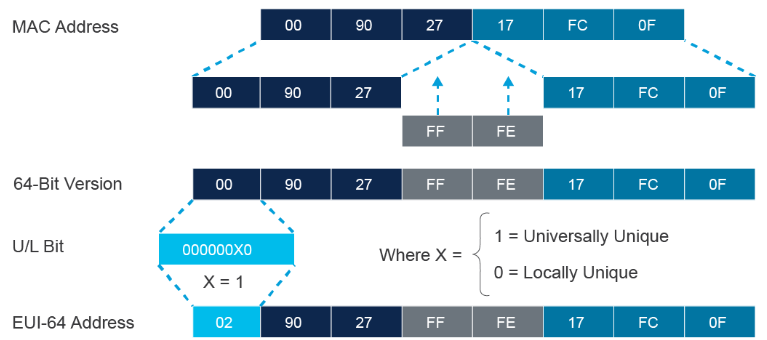 MAC Address 00 90 27 17 FC 0F
00 90 27 17 FC 0F
FF FE
64-Bit Version 00 90 27 FF FE 17 FC 0F
U/L Bit 000000X0 Where X = 1 = Universally Unique
0 = Locally Unique
X = 1
EUI-64 Address 02 90 27 FF FE 17 FC 0F